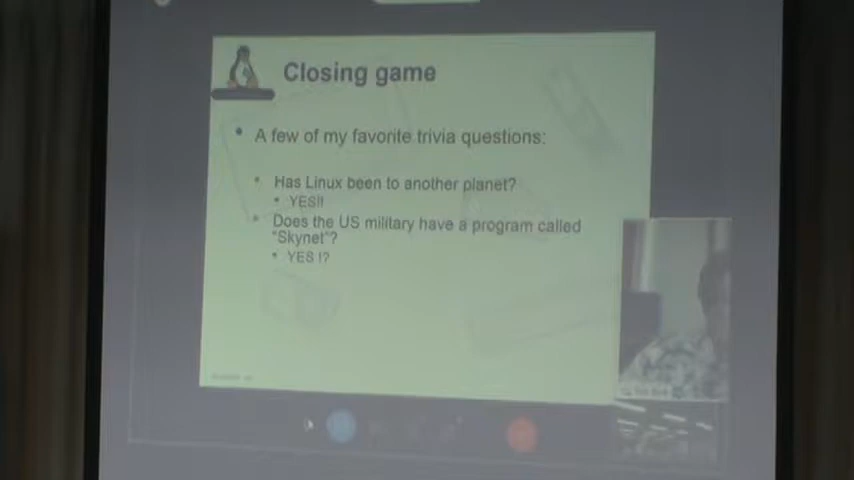 Closing game
• A few of my favorite trivia questions:
• Has Linux been to another planet?
• YES!!
• Does the US military have a program called
"Skynet"?
• YES !?